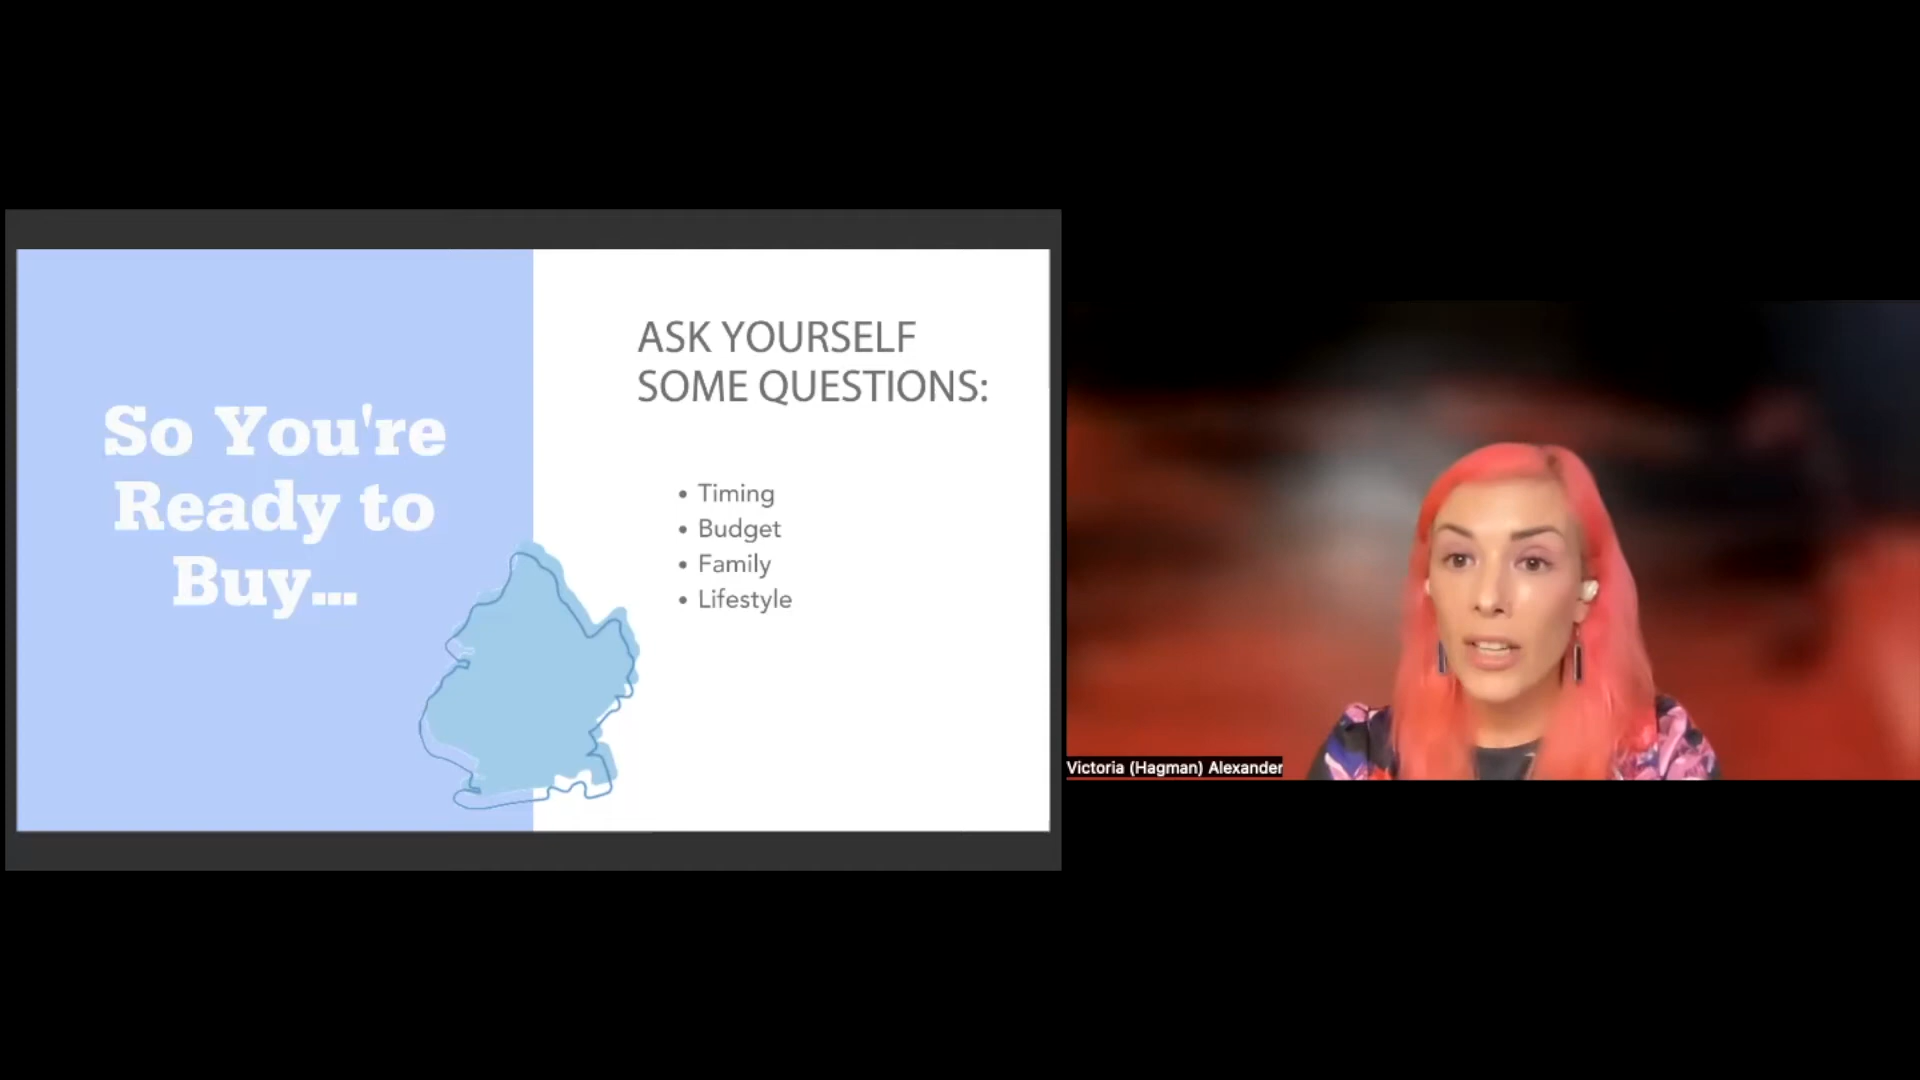 So You're
Ready to
Buy...
ASK YOURSELF
SOME QUESTIONS:
• Timing
• Budget
• Family
• Lifestyle
Victoria (Hagman) Alexander